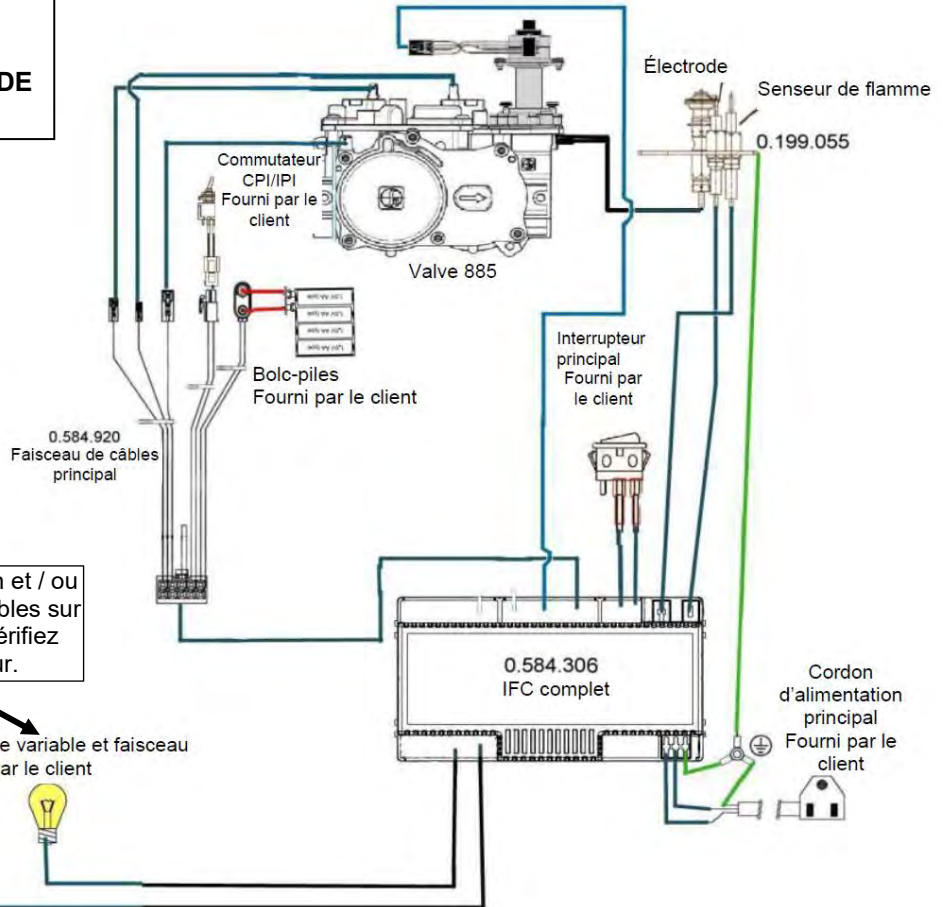 DE
Électrode
Senseur de flamme
0.199.055
Commutateur
CPI/IPI
Fourni par le
client
Valve 885
Bolc-piles
Fourni par le client
Interrupteur
principal
Fourni par
le client
0.584.920
Faisceau de câbles
principal
n et / ou
bles sur
érifiez
ur.
0.584.306
IFC complet
Cordon
d'alimentation
principal
Fourni par le
client
e variable et faisceau
ar le client